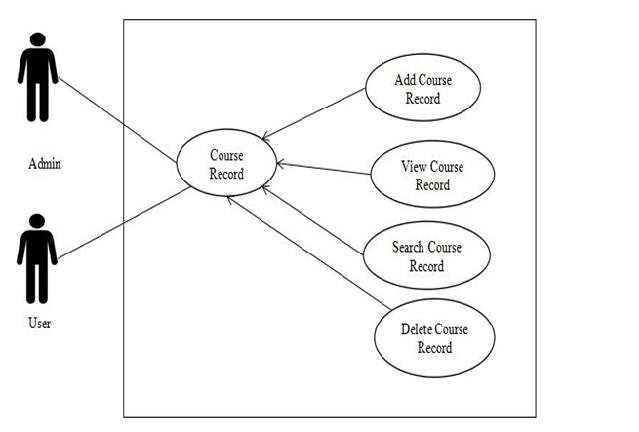 Admin
User
Course
Record
Add Course
Record
View Course
Record
Search Course
Record
Delete Course
Record